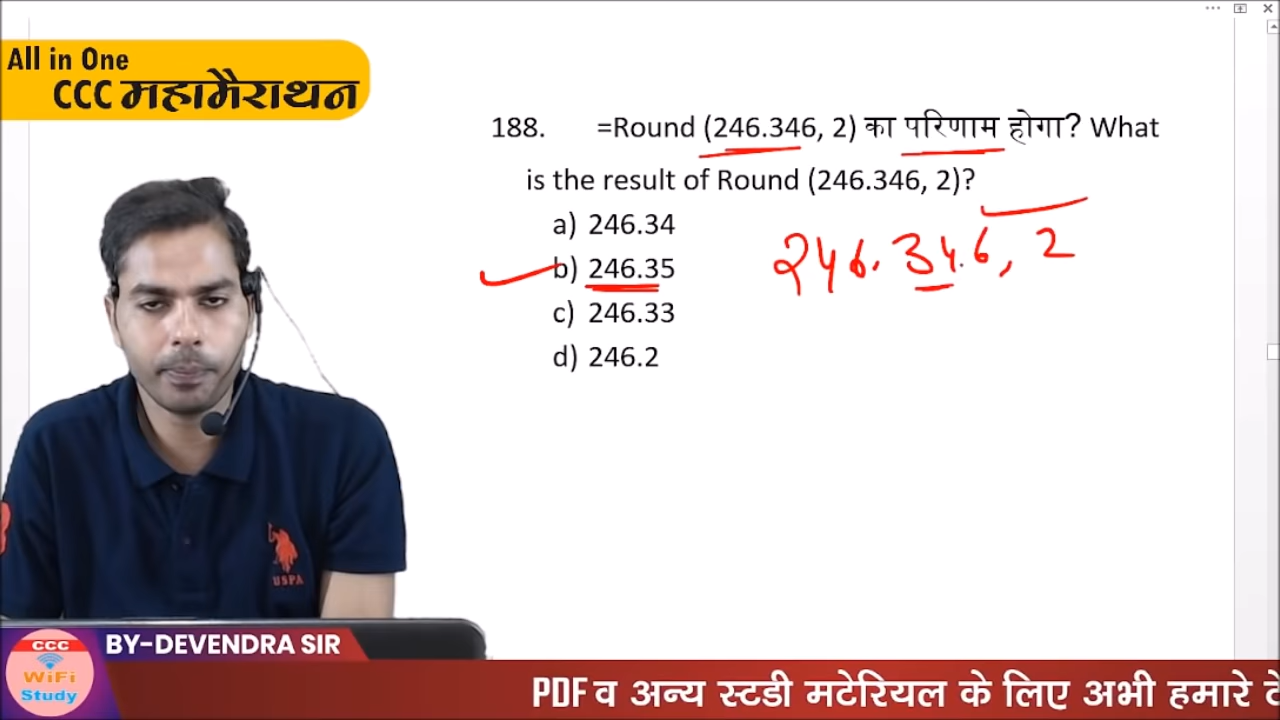 All in One
CCC महामैराथन
188. =Round (246.346, 2) का परिणाम होगा? What
is the result of Round (246.346, 2)?
a) 246.34
b) 246.35
c) 246.33
d) 246.2
246.346, 2
USPA
CCC
WiFi
Study
BY-DEVENDRA SIR
PDF व अन्य स्टडी मटेरियल के लिए अभी हमारे टे